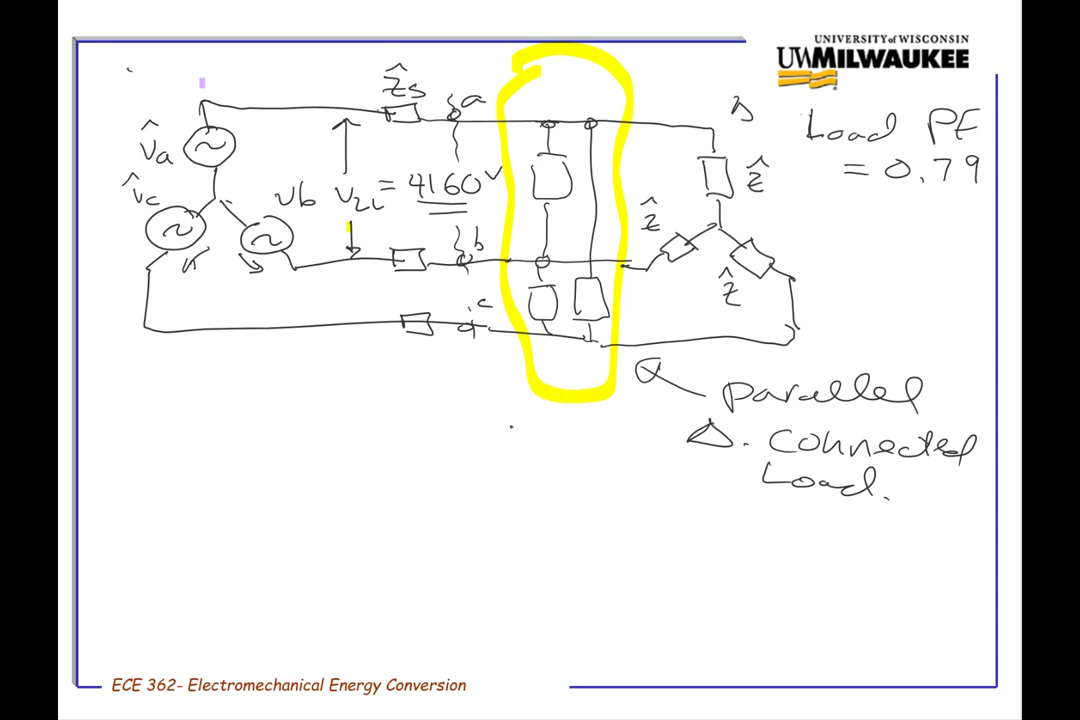 UNIVERSITY of WISCONSIN
UWMILWAUKEE
Load PF
= 0.79
Ẑs
a
V̂a
V̂c
Vb
VLL = 4160V
b
c
Ẑ
Ẑ
Ẑ
Parallel
Δ. Connected
Load.
ECE 362- Electromechanical Energy Conversion